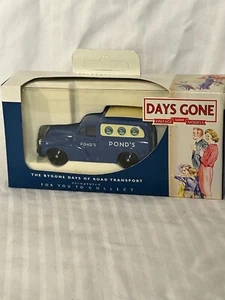 DAYS GONE
POND'S
POND'S
THE BYGONE DAYS OF ROAD TRANSPORT
FOR YOU TO COLLECT